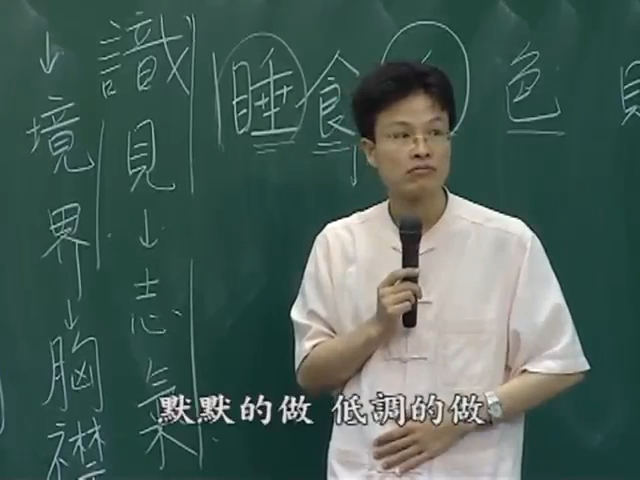 識見↓志氣
↓境界↓胸襟
睡食
色
默默的做 低調的做